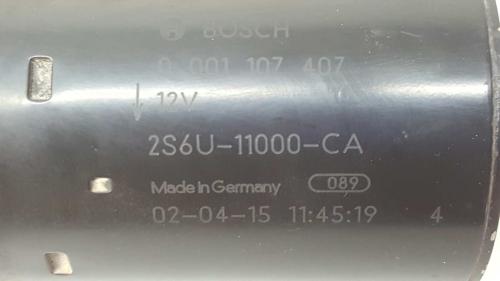 BOSCH
0 001 107 407
12V
2S6U-11000-CA
Made in Germany 089
02-04-15 11:45:19 4